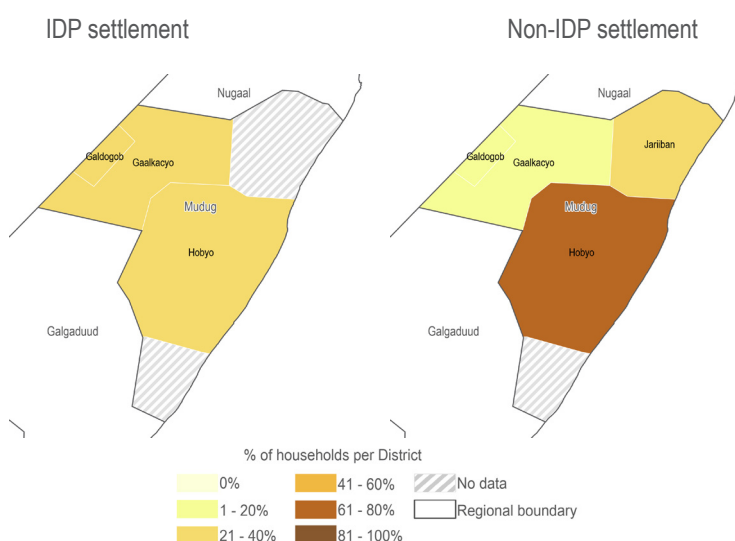 IDP settlement
Non-IDP settlement
Nugaal
Galdogob
Gaalkacyo
Mudug
Hobyo
Galgaduud
Nugaal
Jariiban
Galdogob
Gaalkacyo
Mudug
Hobyo
Galgaduud
% of households per District
0%
1 - 20%
21 - 40%
41 - 60%
61 - 80%
81 - 100%
No data
Regional boundary